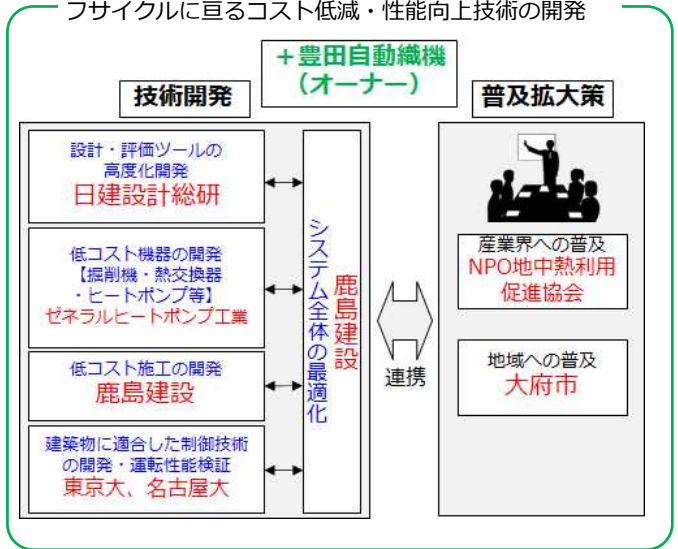 フサイクルに亘るコスト低減・性能向上技術の開発
＋豊田自動織機
（オーナー）
技術開発
普及拡大策
設計・評価ツールの
高度化開発
日建設計総研
低コスト機器の開発
【掘削機・熱交換器
・ヒートポンプ等】
ゼネラルヒートポンプ工業
低コスト施工の開発
鹿島建設
建築物に適合した制御技術
の開発・運転性能検証
東京大、名古屋大
システム全体の最適化
鹿島建設
連携
産業界への普及
NPO地中熱利用
促進協会
地域への普及
大府市